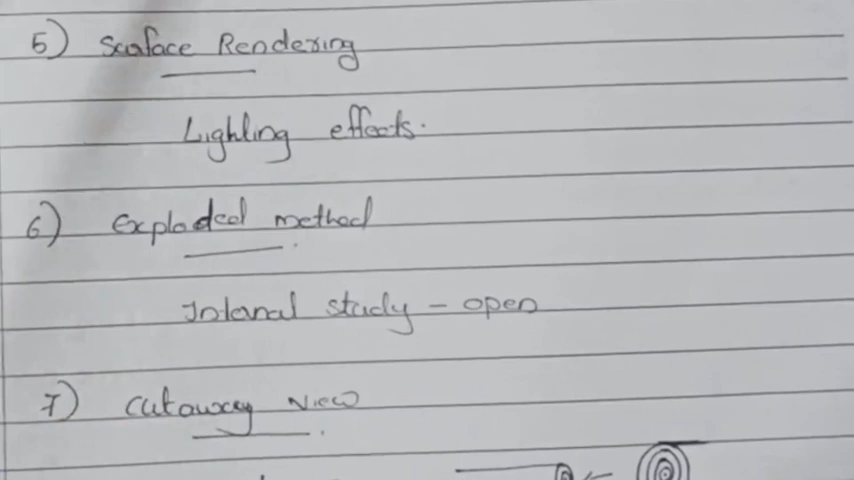 5) Surface Rendering
Lighting effects.
6) Exploded method
Internal study - open
7) Cutaway view